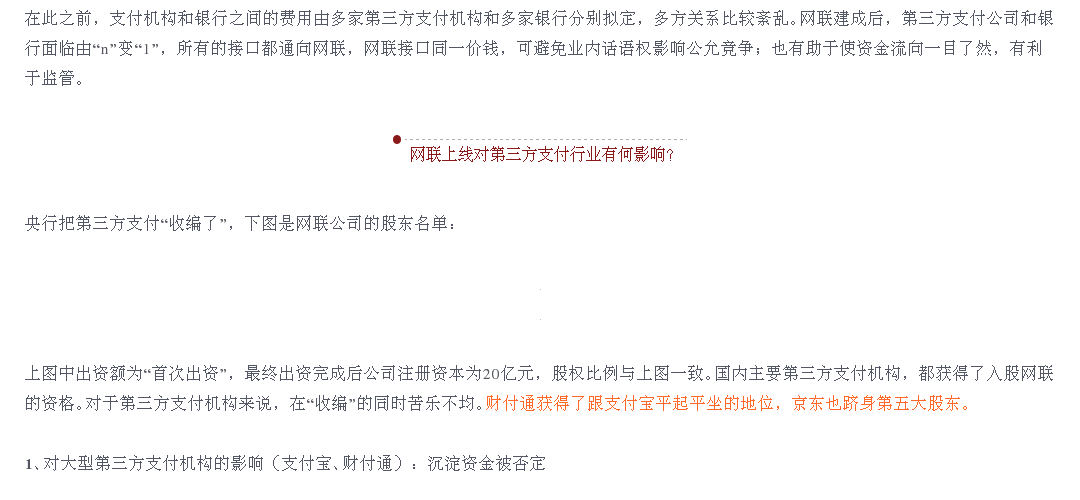 在此之前，支付机构和银行之间的费用由多家第三方支付机构和多家银行分别拟定，多方关系比较紊乱。网联建成后，第三方支付公司和银
行面临由“n”变“1”，所有的接口都通向网联，网联接口同一价钱，可避免业内话语权影响公允竞争；也有助于使资金流向一目了然，有利
于监管。
网联上线对第三方支付行业有何影响？
央行把第三方支付“收编了”，下图是网联公司的股东名单：
上图中出资额为“首次出资”，最终出资完成后公司注册资本为20亿元，股权比例与上图一致。国内主要第三方支付机构，都获得了入股网联
的资格。对于第三方支付机构来说，在“收编”的同时苦乐不均。财付通获得了跟支付宝平起平坐的地位，京东也跻身第五大股东。
1、对大型第三方支付机构的影响（支付宝、财付通）：沉淀资金被否定